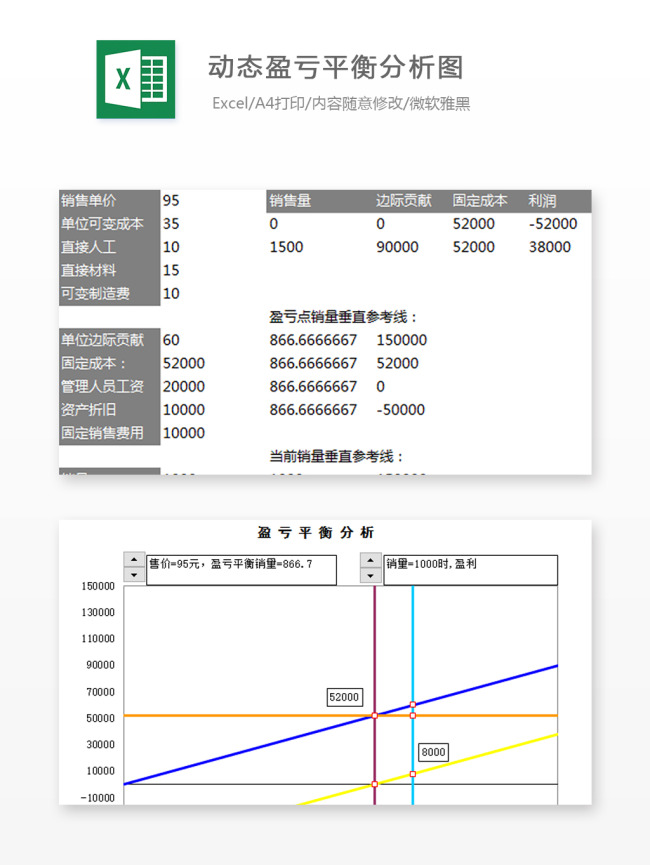 X
动态盈亏平衡分析图
Excel/A4打印/内容随意修改/微软雅黑
销售单价 95 销售量 边际贡献 固定成本 利润
单位可变成本 35 0 0 52000 -52000
直接人工 10 1500 90000 52000 38000
直接材料 15
可变制造费 10
盈亏点销量垂直参考线：
单位边际贡献 60 866.6666667 150000
固定成本： 52000 866.6666667 52000
管理人员工资 20000 866.6666667 0
资产折旧 10000 866.6666667 -50000
固定销售费用 10000
当前销量垂直参考线：
盈亏平衡分析
售价=95元，盈亏平衡销量=866.7
销量=1000时,盈利
150000
130000
110000
90000
70000
52000
50000
30000
8000
10000
-10000